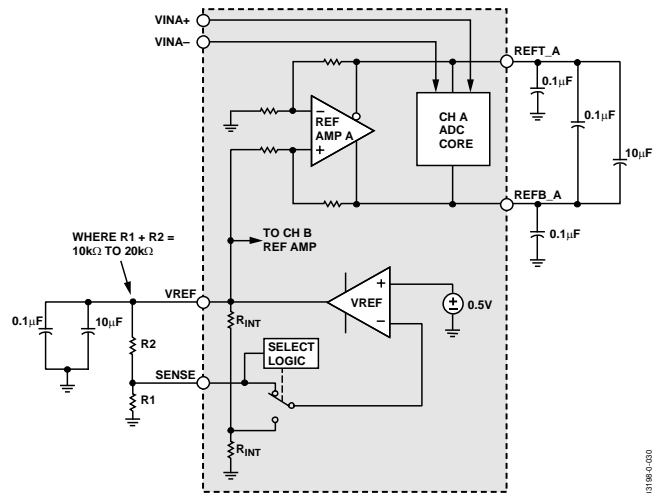 VINA+
VINA–
REFT_A
0.1µF
0.1µF
10µF
–
REF
AMP A
+
CH A
ADC
CORE
REFB_A
0.1µF
TO CH B
REF AMP
WHERE R1 + R2 =
10kΩ TO 20kΩ
VREF
0.1µF
10µF
R2
RINT
VREF
+
–
0.5V
SELECT
LOGIC
SENSE
R1
RINT
13198-0-030